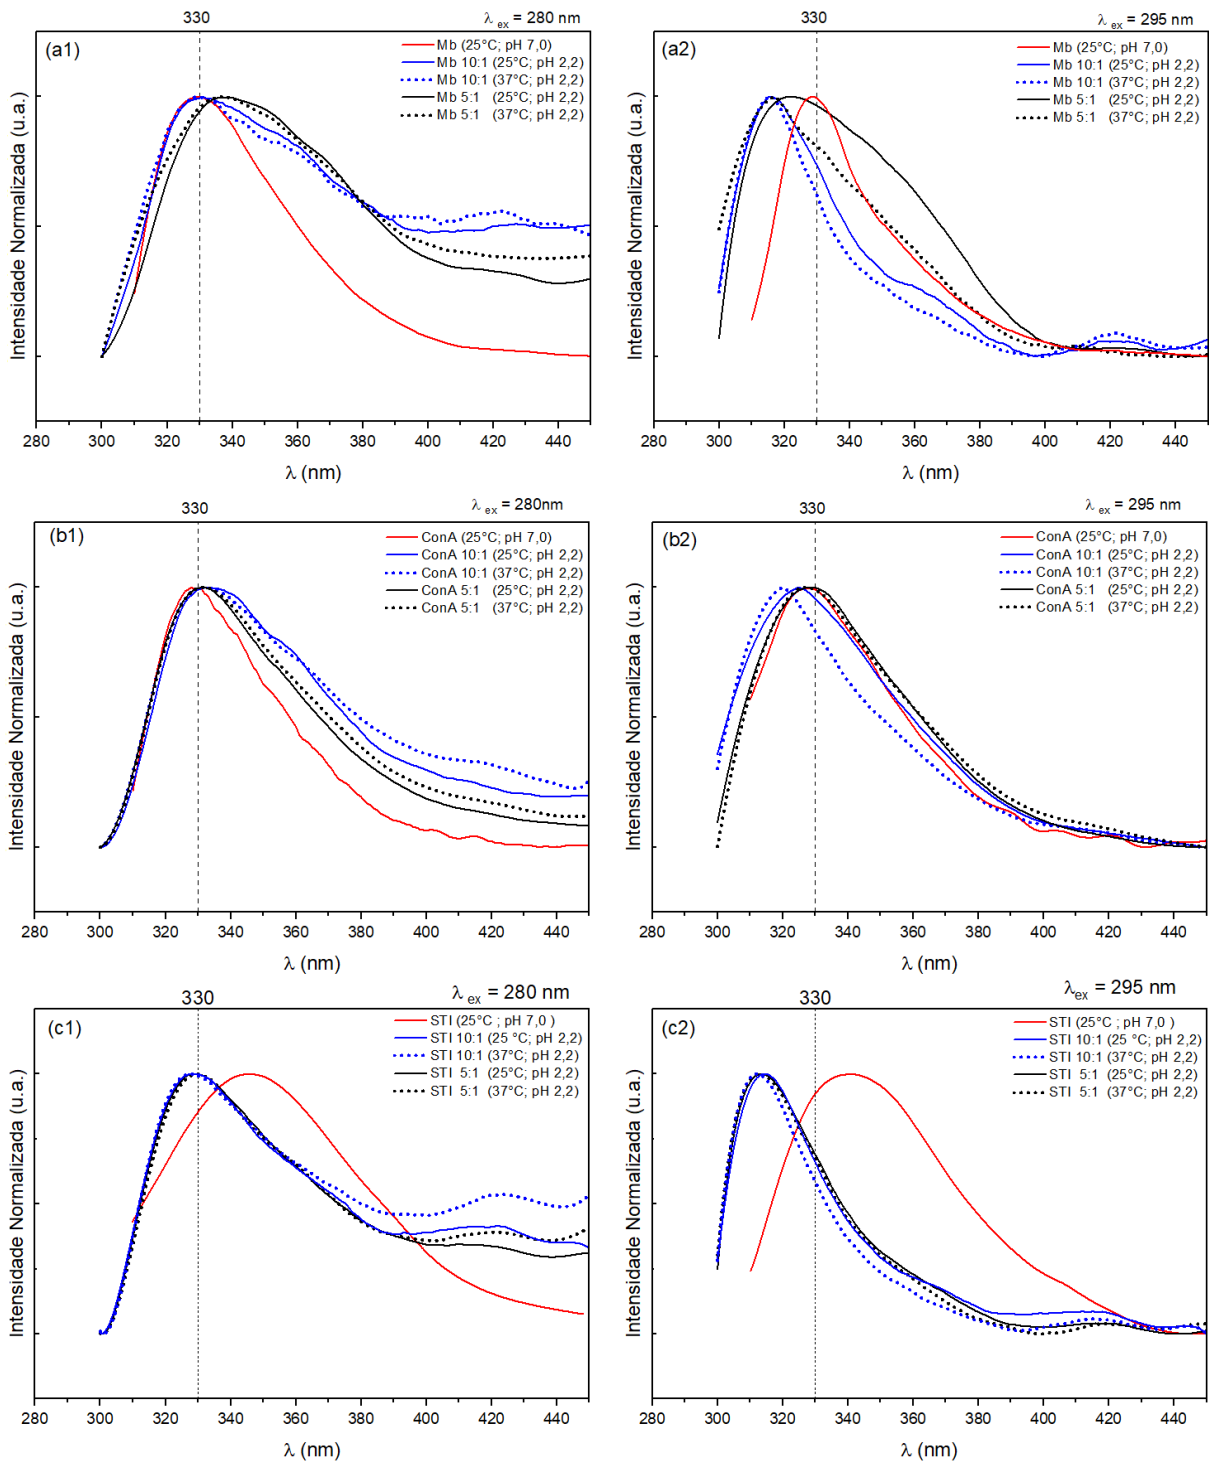 330
λ ex = 280 nm
(a1)
Mb (25°C; pH 7,0)
Mb 10:1 (25°C; pH 2,2)
Mb 10:1 (37°C; pH 2,2)
Mb 5:1 (25°C; pH 2,2)
Mb 5:1 (37°C; pH 2,2)
Intensidade Normalizada (u.a.)
280 300 320 340 360 380 400 420 440
λ (nm)
330
λ ex = 295 nm
(a2)
Mb (25°C; pH 7,0)
Mb 10:1 (25°C; pH 2,2)
Mb 10:1 (37°C; pH 2,2)
Mb 5:1 (25°C; pH 2,2)
Mb 5:1 (37°C; pH 2,2)
Intensidade Normalizada (u.a.)
280 300 320 340 360 380 400 420 440
λ (nm)
330
λ ex = 280nm
(b1)
ConA (25°C; pH 7,0)
ConA 10:1 (25°C; pH 2,2)
ConA 10:1 (37°C; pH 2,2)
ConA 5:1 (25°C; pH 2,2)
ConA 5:1 (37°C; pH 2,2)
Intensidade Normalizada (u.a.)
280 300 320 340 360 380 400 420 440
λ (nm)
330
λ ex = 295 nm
(b2)
ConA (25°C; pH 7,0)
ConA 10:1 (25°C; pH 2,2)
ConA 10:1 (37°C; pH 2,2)
ConA 5:1 (25°C; pH 2,2)
ConA 5:1 (37°C; pH 2,2)
Intensidade Normalizada (u.a.)
280 300 320 340 360 380 400 420 440
λ (nm)
330
λ ex = 280 nm
(c1)
STI (25°C ; pH 7,0 )
STI 10:1 (25 °C; pH 2,2)
STI 10:1 (37°C; pH 2,2)
STI 5:1 (25°C; pH 2,2)
STI 5:1 (37°C; pH 2,2)
Intensidade Normalizada (u.a.)
280 300 320 340 360 380 400 420 440
λ (nm)
330
λex = 295 nm
(c2)
STI (25°C ; pH 7,0 )
STI 10:1 (25 °C; pH 2,2)
STI 10:1 (37°C; pH 2,2)
STI 5:1 (25°C; pH 2,2)
STI 5:1 (37°C; pH 2,2)
Intensidade Normalizada (u.a.)
280 300 320 340 360 380 400 420 440
λ (nm)